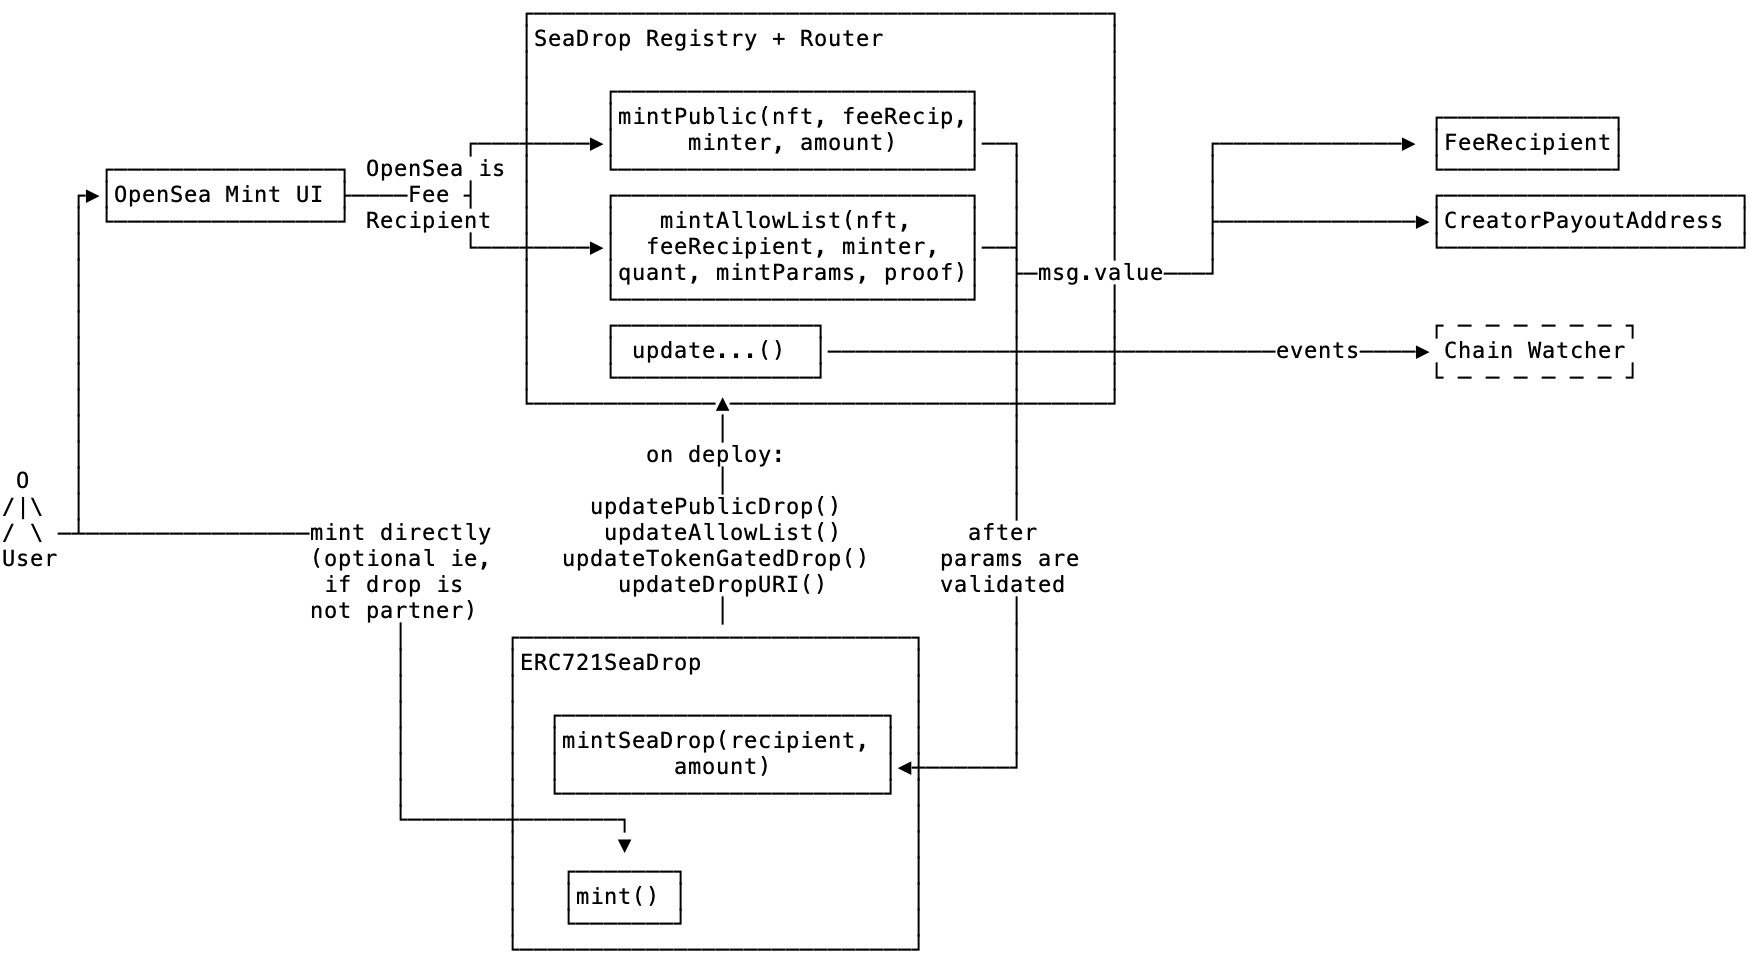 SeaDrop Registry + Router
mintPublic(nft, feeRecip,
minter, amount)
OpenSea Mint UI
OpenSea is
Fee
Recipient
mintAllowList(nft,
feeRecipient, minter,
quant, mintParams, proof)
msg.value
FeeRecipient
CreatorPayoutAddress
update...()
events
Chain Watcher
on deploy:
updatePublicDrop()
updateAllowList()
updateTokenGatedDrop()
updateDropURI()
after
params are
validated
User
mint directly
(optional ie,
if drop is
not partner)
ERC721SeaDrop
mintSeaDrop(recipient,
amount)
mint()